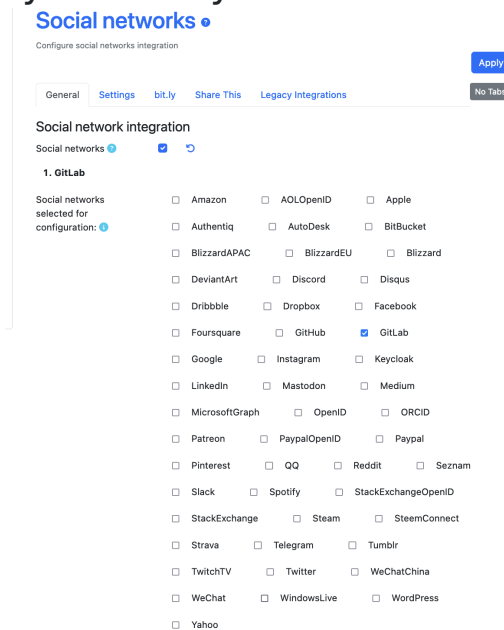 Social networks
Configure social networks integration
Apply
General Settings bit.ly Share This Legacy Integrations
No Tabs
Social network integration
Social networks
1. GitLab
Social networks selected for configuration:
Amazon AOLOpenID Apple
Authentiq AutoDesk BitBucket
BlizzardAPAC BlizzardEU Blizzard
DeviantArt Discord Disqus
Dribbble Dropbox Facebook
Foursquare GitHub GitLab
Google Instagram Keycloak
LinkedIn Mastodon Medium
MicrosoftGraph OpenID ORCID
Patreon PaypalOpenID Paypal
Pinterest QQ Reddit Seznam
Slack Spotify StackExchangeOpenID
StackExchange Steam SteemConnect
Strava Telegram Tumblr
TwitchTV Twitter WeChatChina
WeChat WindowsLive WordPress
Yahoo